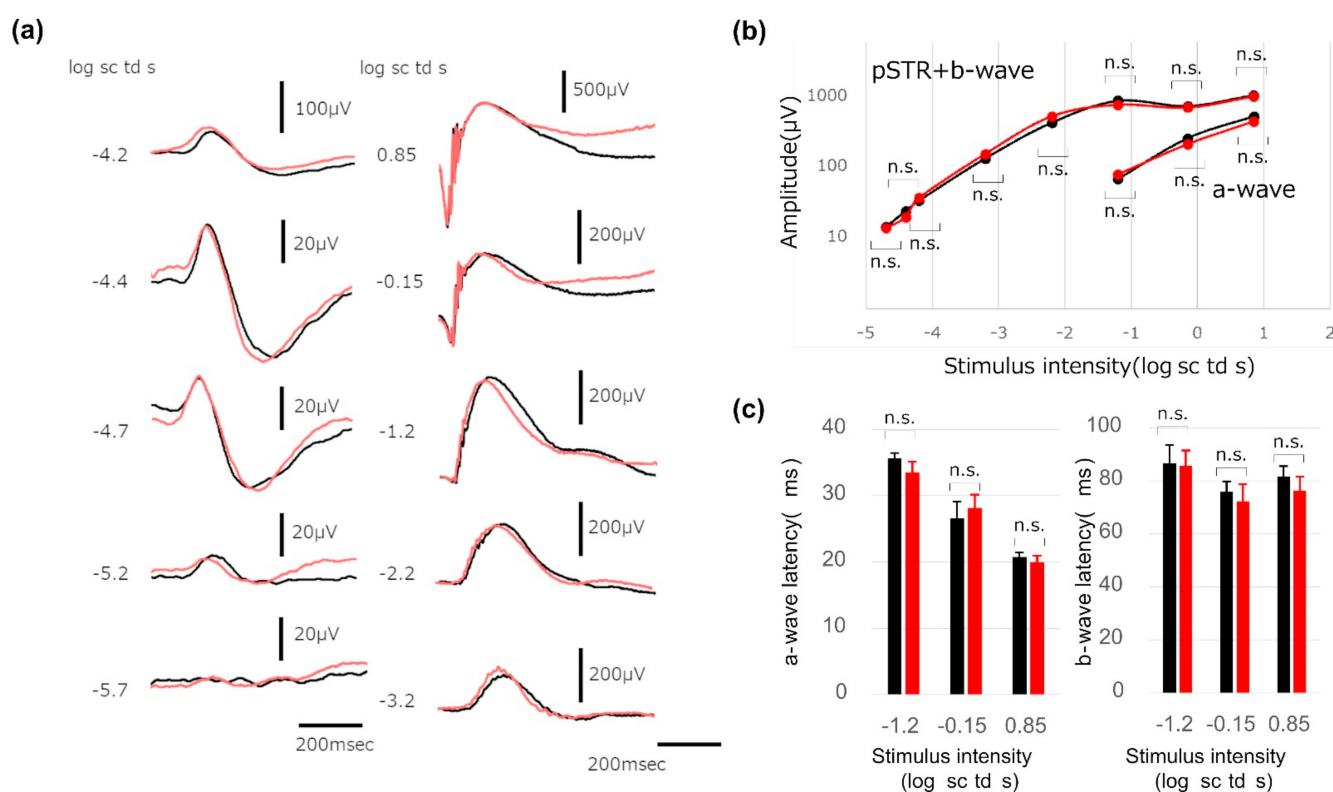 (a)
log sc td s
-4.2
100μV
-4.4
20μV
-4.7
20μV
-5.2
20μV
-5.7
20μV
200msec
log sc td s
0.85
500μV
-0.15
200μV
-1.2
200μV
-2.2
200μV
-3.2
200μV
200msec
(b)
pSTR+b-wave
a-wave
Amplitude(μV)
1000
100
10
n.s.
n.s.
n.s.
n.s.
n.s.
n.s.
n.s.
n.s.
n.s.
n.s.
n.s.
-5 -4 -3 -2 -1 0 1 2
Stimulus intensity(log sc td s)
(c)
a-wave latency( ms)
40
30
20
10
0
n.s.
n.s.
n.s.
-1.2 -0.15 0.85
Stimulus intensity
(log sc td s)
b-wave latency( ms)
100
80
60
40
20
0
n.s.
n.s.
n.s.
-1.2 -0.15 0.85
Stimulus intensity
(log sc td s)